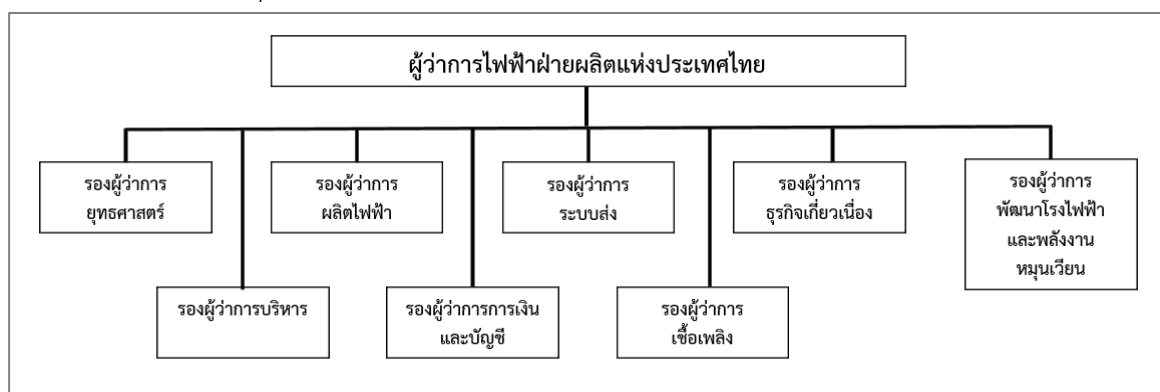 ผู้ว่าการไฟฟ้าฝ่ายผลิตแห่งประเทศไทย
รองผู้ว่าการ
ยุทธศาสตร์
รองผู้ว่าการ
ผลิตไฟฟ้า
รองผู้ว่าการ
ระบบส่ง
รองผู้ว่าการ
ธุรกิจเกี่ยวเนื่อง
รองผู้ว่าการ
พัฒนาโรงไฟฟ้า
และพลังงาน
หมุนเวียน
รองผู้ว่าการบริหาร
รองผู้ว่าการการเงิน
และบัญชี
รองผู้ว่าการ
เชื้อเพลิง